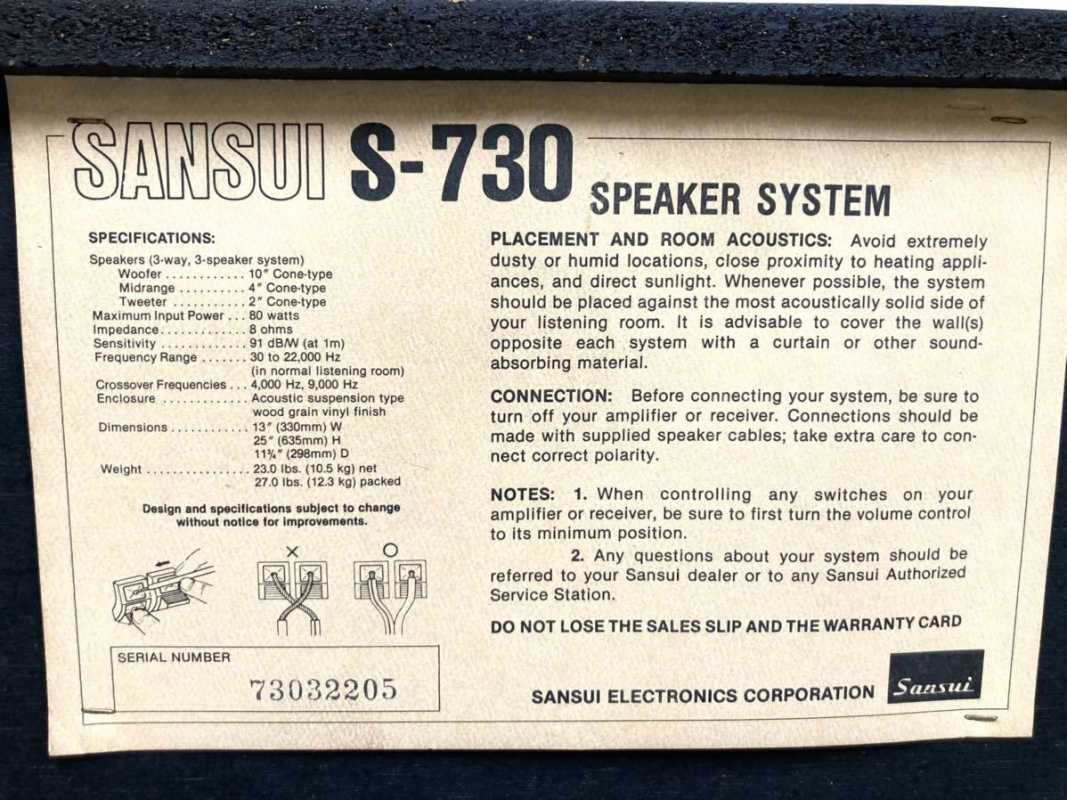 SANSUI S-730 SPEAKER SYSTEM
SPECIFICATIONS:
Speakers (3-way, 3-speaker system)
Woofer . . . . . . . . . . . . 10" Cone-type
Midrange . . . . . . . . . . 4" Cone-type
Tweeter . . . . . . . . . . . 2" Cone-type
Maximum Input Power . . . 80 watts
Impedance . . . . . . . . . . . . . 8 ohms
Sensitivity . . . . . . . . . . . . . 91 dB/W (at 1m)
Frequency Range . . . . . . . 30 to 22,000 Hz
(in normal listening room)
Crossover Frequencies . . . 4,000 Hz, 9,000 Hz
Enclosure . . . . . . . . . . . . . Acoustic suspension type
wood grain vinyl finish
Dimensions . . . . . . . . . . . . 13" (330mm) W
25" (635mm) H
11¾" (298mm) D
Weight . . . . . . . . . . . . . . . . 23.0 lbs. (10.5 kg) net
27.0 lbs. (12.3 kg) packed
Design and specifications subject to change
without notice for improvements.
SERIAL NUMBER
73032205
PLACEMENT AND ROOM ACOUSTICS: Avoid extremely
dusty or humid locations, close proximity to heating appli-
ances, and direct sunlight. Whenever possible, the system
should be placed against the most acoustically solid side of
your listening room. It is advisable to cover the wall(s)
opposite each system with a curtain or other sound-
absorbing material.
CONNECTION: Before connecting your system, be sure to
turn off your amplifier or receiver. Connections should be
made with supplied speaker cables; take extra care to con-
nect correct polarity.
NOTES: 1. When controlling any switches on your
amplifier or receiver, be sure to first turn the volume control
to its minimum position.
2. Any questions about your system should be
referred to your Sansui dealer or to any Sansui Authorized
Service Station.
DO NOT LOSE THE SALES SLIP AND THE WARRANTY CARD
SANSUI ELECTRONICS CORPORATION Sansui